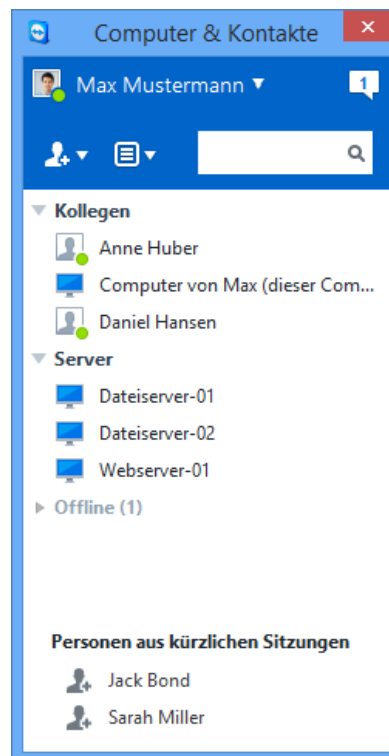 Computer & Kontakte
Max Mustermann
1
Kollegen
Anne Huber
Computer von Max (dieser Com...
Daniel Hansen
Server
Dateiserver-01
Dateiserver-02
Webserver-01
Offline (1)
Personen aus kürzlichen Sitzungen
Jack Bond
Sarah Miller